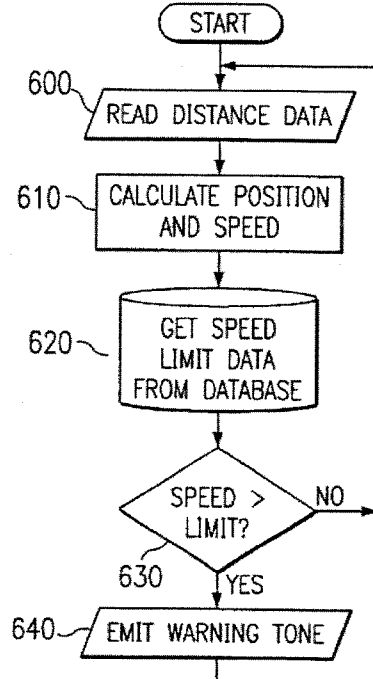 START
600
READ DISTANCE DATA
610
CALCULATE POSITION
AND SPEED
620
GET SPEED
LIMIT DATA
FROM DATABASE
SPEED >
LIMIT?
NO
630
YES
640
EMIT WARNING TONE